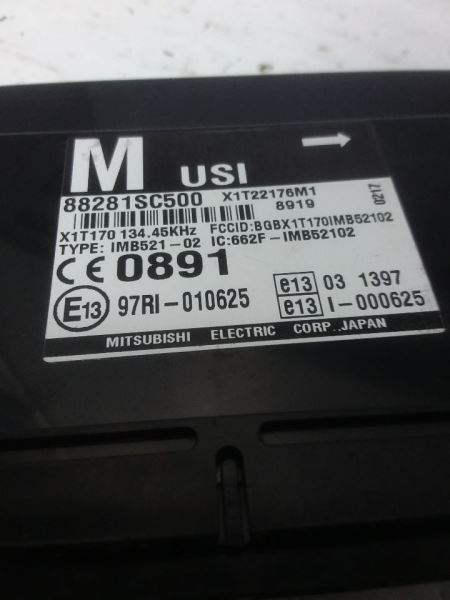 M USI
88281SC500 X1T22176M1
8919
0217
X1T170 134.45KHz FCCID:BGBX1T170IMB52102
TYPE: IMB521-02 IC:662F-IMB52102
CE 0891
E13 97RI-010625
e13 03 1397
e13 I-000625
MITSUBISHI ELECTRIC CORP. JAPAN